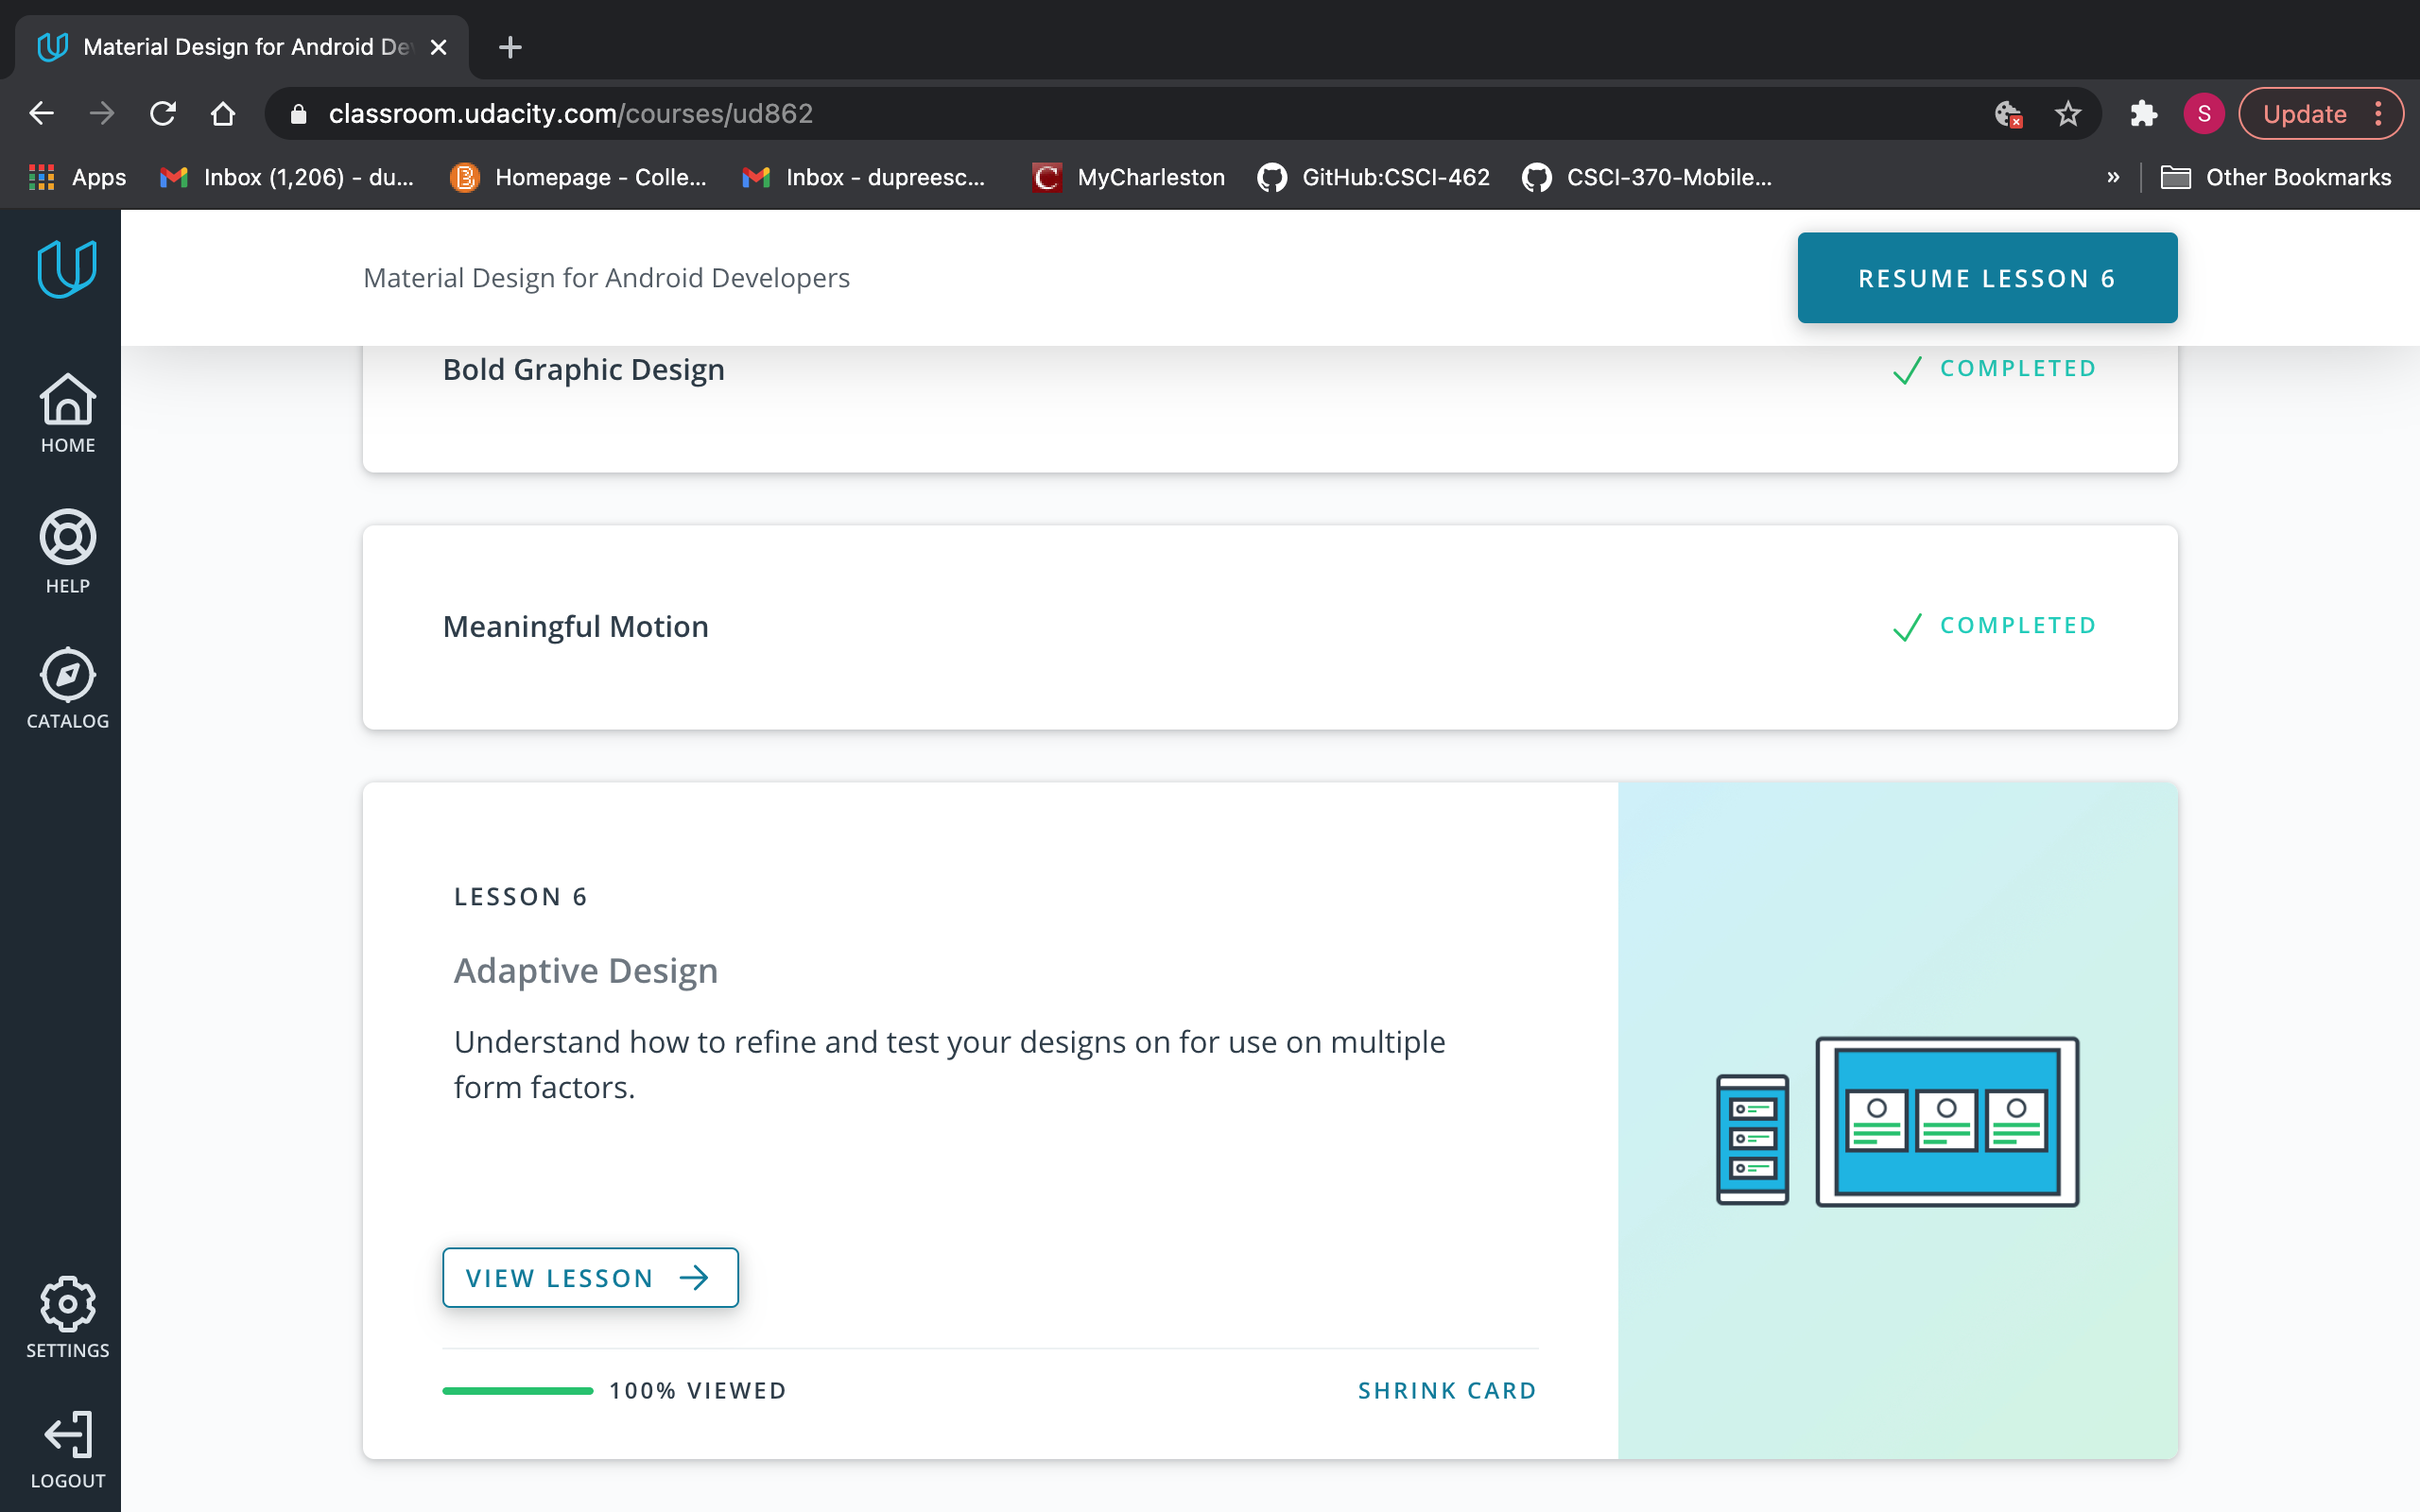 Material Design for Android De
classroom.udacity.com/courses/ud862
S
Update
Apps
Inbox (1,206) - du...
Homepage - Colle...
Inbox - dupreesc...
MyCharleston
GitHub:CSCI-462
CSCI-370-Mobile...
»
Other Bookmarks
Material Design for Android Developers
RESUME LESSON 6
HOME
HELP
CATALOG
SETTINGS
LOGOUT
Bold Graphic Design
COMPLETED
Meaningful Motion
COMPLETED
LESSON 6
Adaptive Design
Understand how to refine and test your designs on for use on multiple
form factors.
VIEW LESSON
100% VIEWED
SHRINK CARD